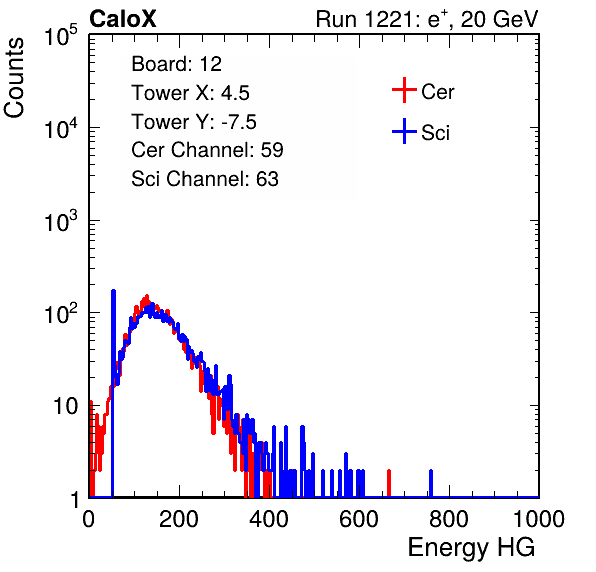 CaloX Run 1221: e⁺, 20 GeV
Counts
10⁵
10⁴
10³
10²
10
1
Board: 12
Tower X: 4.5
Tower Y: -7.5
Cer Channel: 59
Sci Channel: 63
Cer
Sci
0 200 400 600 800 1000
Energy HG